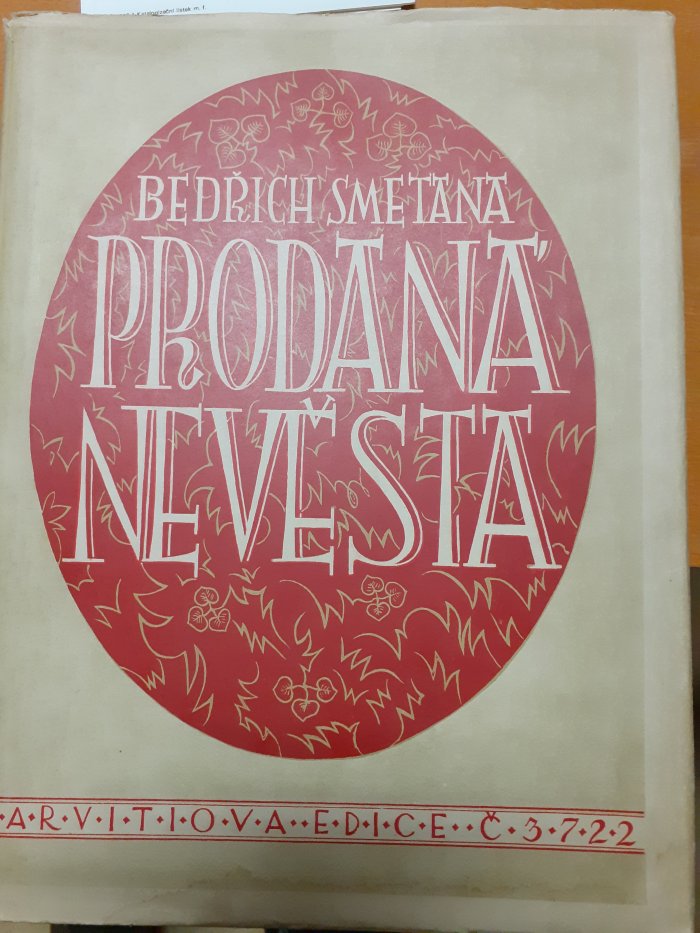 BEDŘICH SMETANA
PRODANÁ
NEVĚSTA
A·R·V·I·T·I·O·V·A··E·D·I·C·E··Č·3·7·2·2